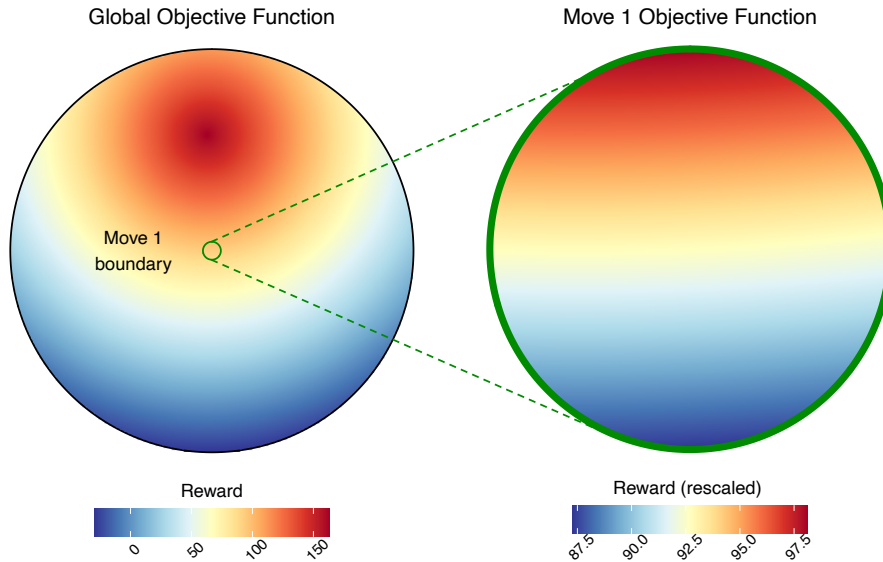 Global Objective Function
Move 1 Objective Function
Move 1
boundary
Reward
0
50
100
150
Reward (rescaled)
87.5
90.0
92.5
95.0
97.5